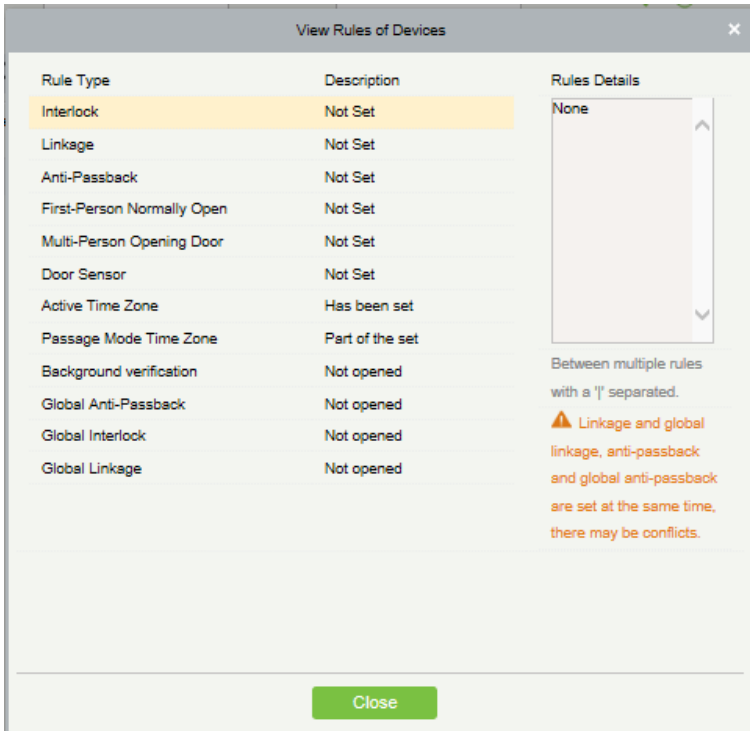 View Rules of Devices
Rule Type Description Rules Details
Interlock Not Set None
Linkage Not Set
Anti-Passback Not Set
First-Person Normally Open Not Set
Multi-Person Opening Door Not Set
Door Sensor Not Set
Active Time Zone Has been set
Passage Mode Time Zone Part of the set
Background verification Not opened
Global Anti-Passback Not opened
Global Interlock Not opened
Global Linkage Not opened
Between multiple rules
with a '|' separated.
Linkage and global
linkage, anti-passback
and global anti-passback
are set at the same time,
there may be conflicts.
Close